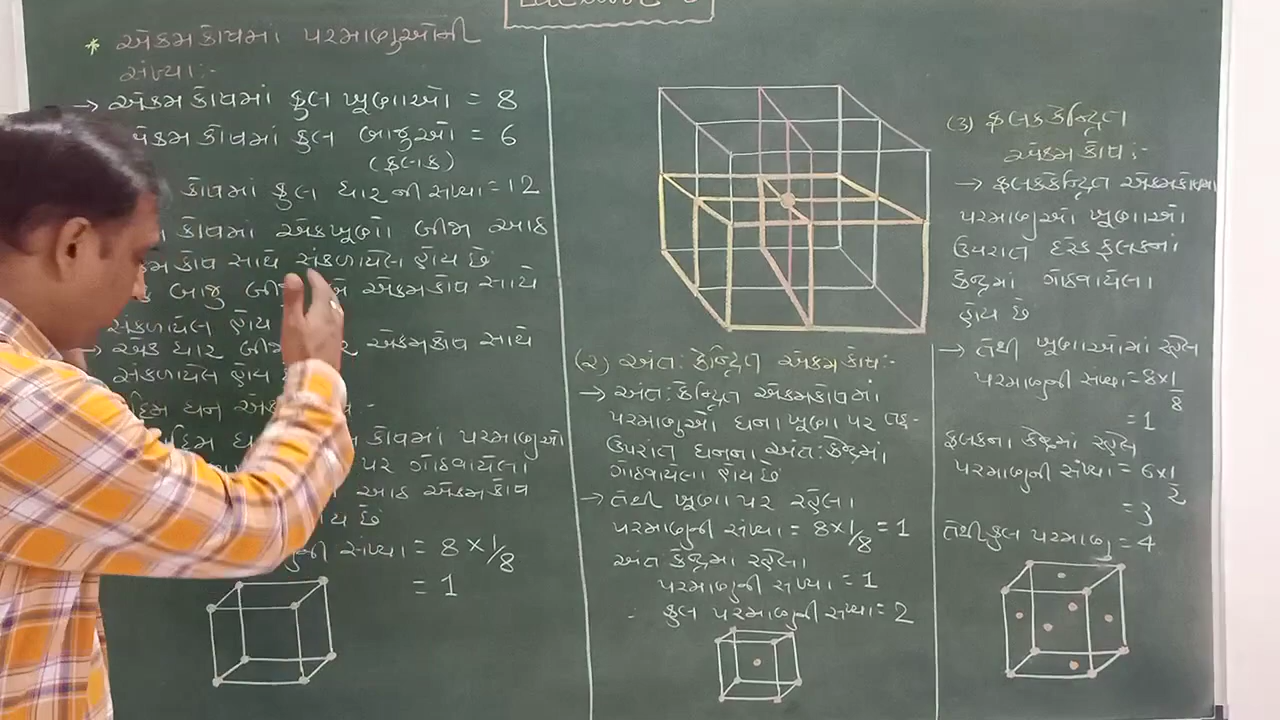 * એકમકોષમાં પરમાણુઓની
સંખ્યા:-
→ એકમ કોષમાં કુલ ખૂણાઓ = 8
એકમ કોષમાં કુલ બાજુઓ = 6
(ફલક)
કોષમાં કુલ ધાર ની સંખ્યા = 12
કોષમાં એકખૂણો બીજા આઠ
કોષ સાથે સંકળાયેલ હોય છે
બાજુ એકમકોષ સાથે
સંકળાયેલ હોય
→ એક ધાર એકમકોષ સાથે
સંકળાયેલ હોય
ઘન
કોષમાં પરમાણુઓ
પર ગોઠવાયેલા
આઠ એકમકોષ
હોય છે
સંખ્યા = 8 × 1/8
= 1
(૨) અંત:કેન્દ્રિત એકમકોષ:-
→ અંત:કેન્દ્રિત એકમકોષમાં
પરમાણુઓ ઘનના ખૂણા પર
ઉપરાંત ઘનના અંત:કેન્દ્રમાં
ગોઠવાયેલા હોય છે
→ તેથી ખૂણા પર રહેલા
પરમાણુની સંખ્યા = 8 × 1/8 = 1
અંત કેન્દ્રમાં રહેલા
પરમાણુની સંખ્યા = 1
∴ કુલ પરમાણુની સંખ્યા = 2
(૩) ફલકકેન્દ્રિત
એકમ કોષ:-
→ ફલકકેન્દ્રિત એકમકોષમાં
પરમાણુઓ ખૂણાઓ
ઉપરાંત દરેક ફલકનાં
કેન્દ્રમાં ગોઠવાયેલા
હોય છે
→ તેથી ખૂણાઓમાં રહેલ
પરમાણુની સંખ્યા = 8 × 1/8
= 1
ફલકના કેન્દ્રમાં રહેલ
પરમાણુની સંખ્યા = 6 × 1/2
= 3
તેથી કુલ પરમાણુ = 4